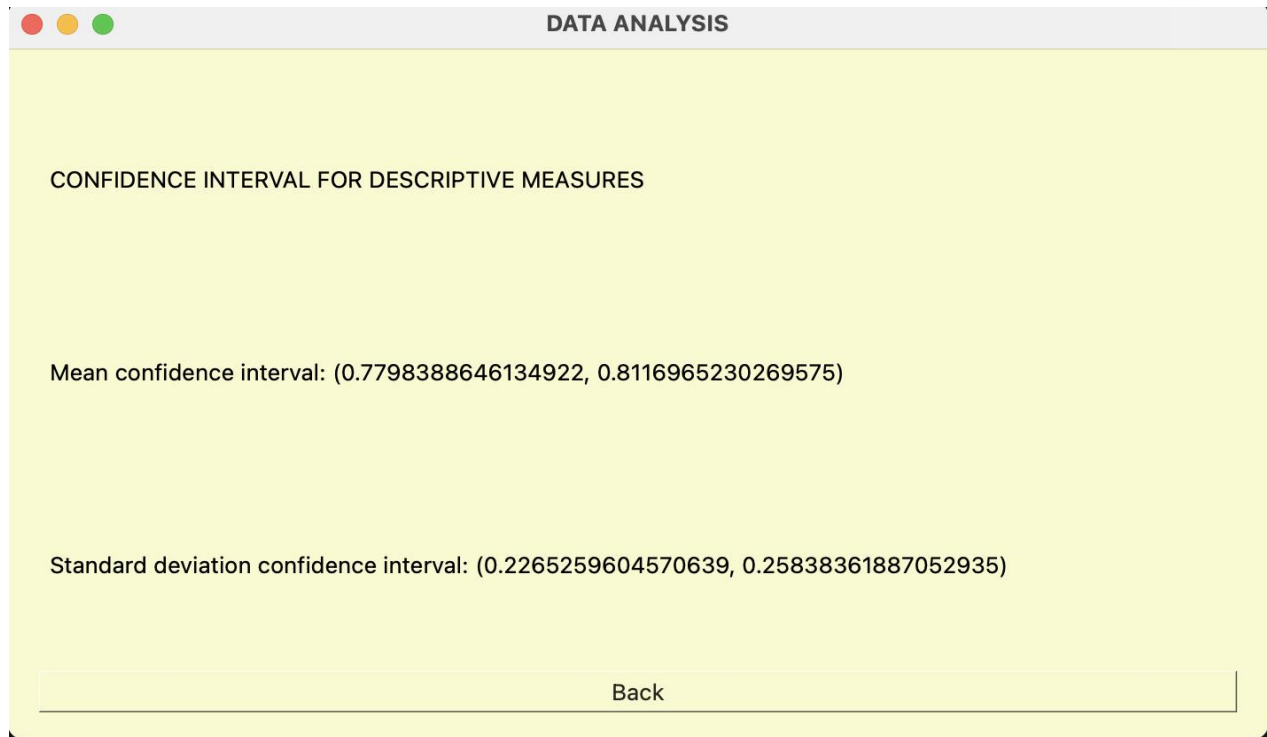 DATA ANALYSIS
CONFIDENCE INTERVAL FOR DESCRIPTIVE MEASURES
Mean confidence interval: (0.7798388646134922, 0.8116965230269575)
Standard deviation confidence interval: (0.2265259604570639, 0.25838361887052935)
Back